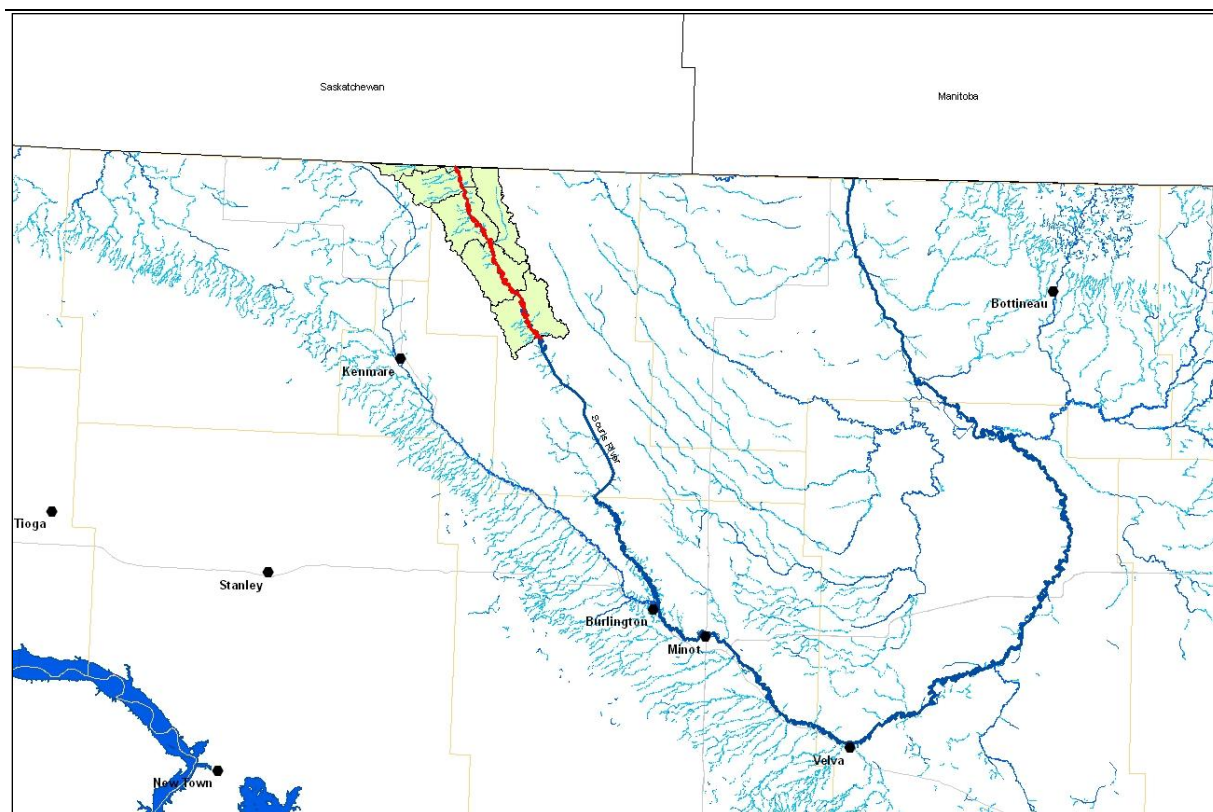 Saskatchewan
Manitoba
Bottineau
Kenmare
Souris River
Tioga
Stanley
Burlington
Minot
Velva
New Town